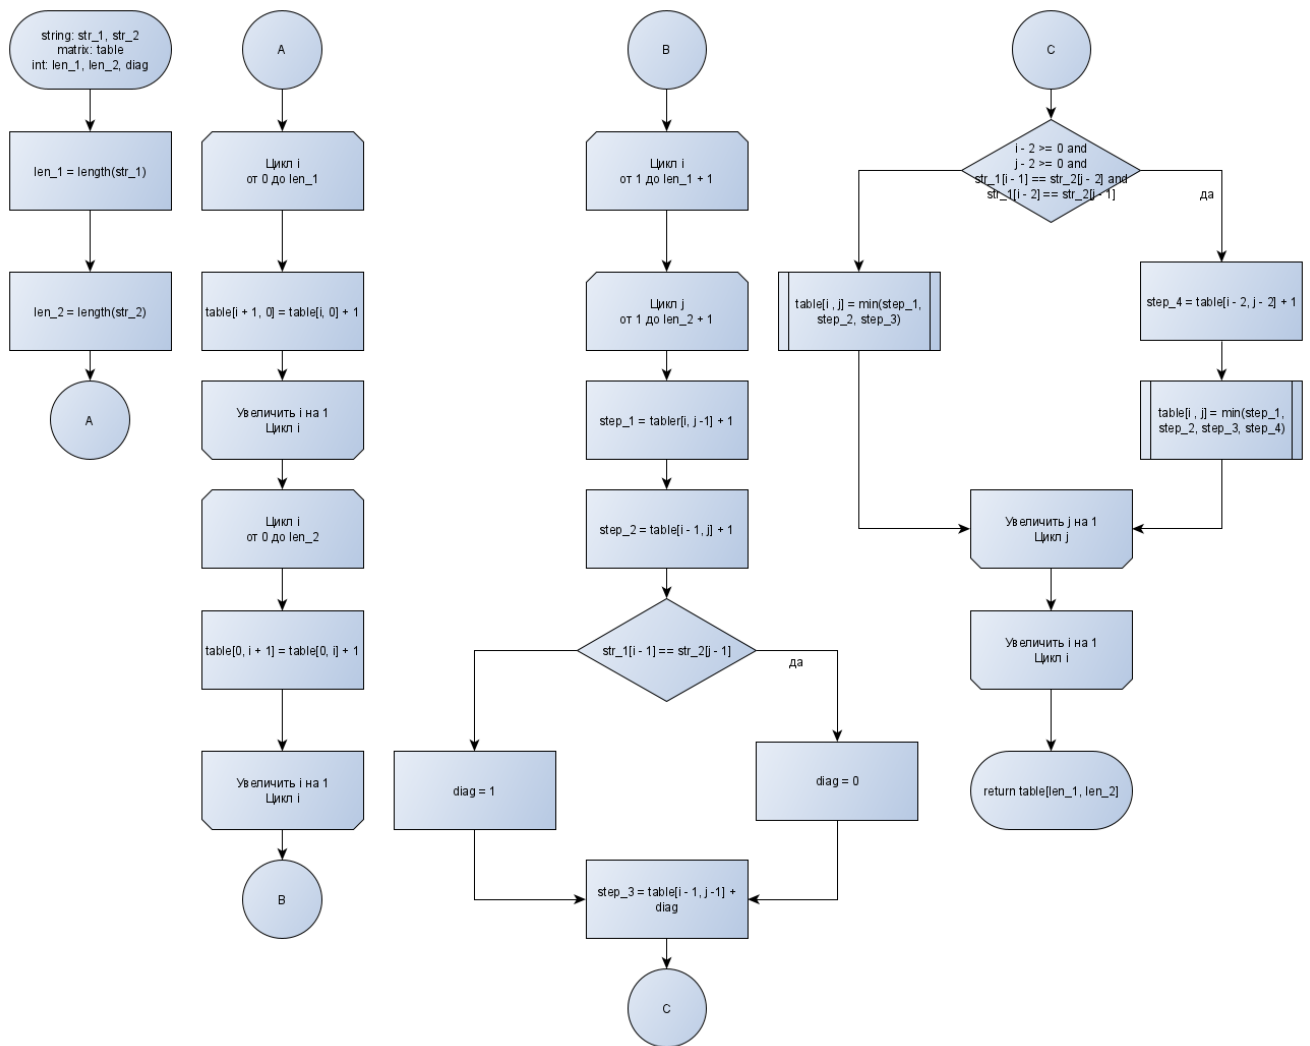 string: str_1, str_2
matrix: table
int: len_1, len_2, diag
len_1 = length(str_1)
len_2 = length(str_2)
A
A
Цикл i
от 0 до len_1
table[i + 1, 0] = table[i, 0] + 1
Увеличить i на 1
Цикл i
Цикл i
от 0 до len_2
table[0, i + 1] = table[0, i] + 1
Увеличить i на 1
Цикл i
B
B
Цикл i
от 1 до len_1 + 1
Цикл j
от 1 до len_2 + 1
step_1 = tabler[i, j -1] + 1
step_2 = table[i - 1, j] + 1
str_1[i - 1] == str_2[j - 1]
да
diag = 1
diag = 0
step_3 = table[i - 1, j -1] +
diag
C
C
i - 2 >= 0 and
j - 2 >= 0 and
str_1[i - 1] == str_2[j - 2] and
str_1[i - 2] == str_2[j - 1]
да
table[i , j] = min(step_1,
step_2, step_3)
step_4 = table[i - 2, j - 2] + 1
table[i , j] = min(step_1,
step_2, step_3, step_4)
Увеличить j на 1
Цикл j
Увеличить i на 1
Цикл i
return table[len_1, len_2]